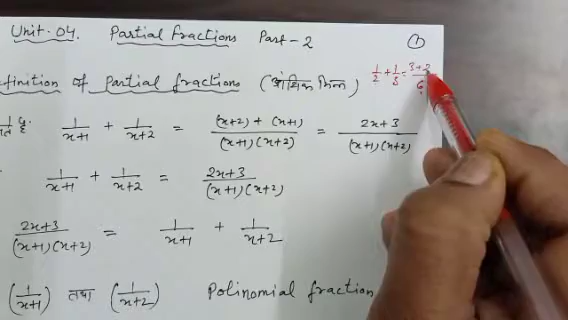 Unit-04. Partial Fractions Part-2 ①
efinition of partial fractions (आंशिक भिन्न) 1/2 + 1/3 = 3+2/6
1/x+1 + 1/x+2 = (x+2) + (x+1)/(x+1)(x+2) = 2x+3/(x+1)(x+2)
1/x+1 + 1/x+2 = 2x+3/(x+1)(x+2)
2x+3/(x+1)(x+2) = 1/x+1 + 1/x+2
(1/x+1) तथा (1/x+2) Polinomial fraction